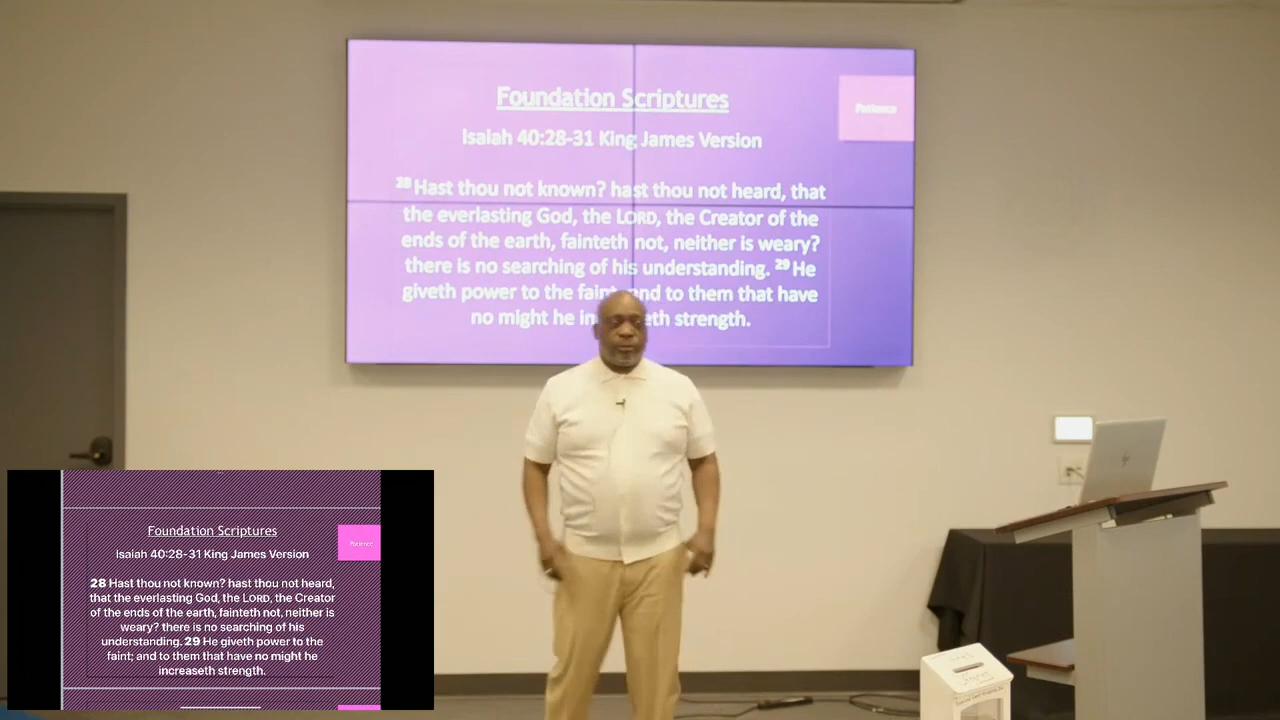 Foundation Scriptures
Isaiah 40:28-31 King James Version
Patience
28 Hast thou not known? hast thou not heard, that
the everlasting God, the LORD, the Creator of the
ends of the earth, fainteth not, neither is weary?
there is no searching of his understanding. 29 He
giveth power to the faint and to them that have
no might he in eth strength.
Foundation Scriptures
Isaiah 40:28-31 King James Version
Patience
28 Hast thou not known? hast thou not heard,
that the everlasting God, the LORD, the Creator
of the ends of the earth, fainteth not, neither is
weary? there is no searching of his
understanding. 29 He giveth power to the
faint; and to them that have no might he
increaseth strength.